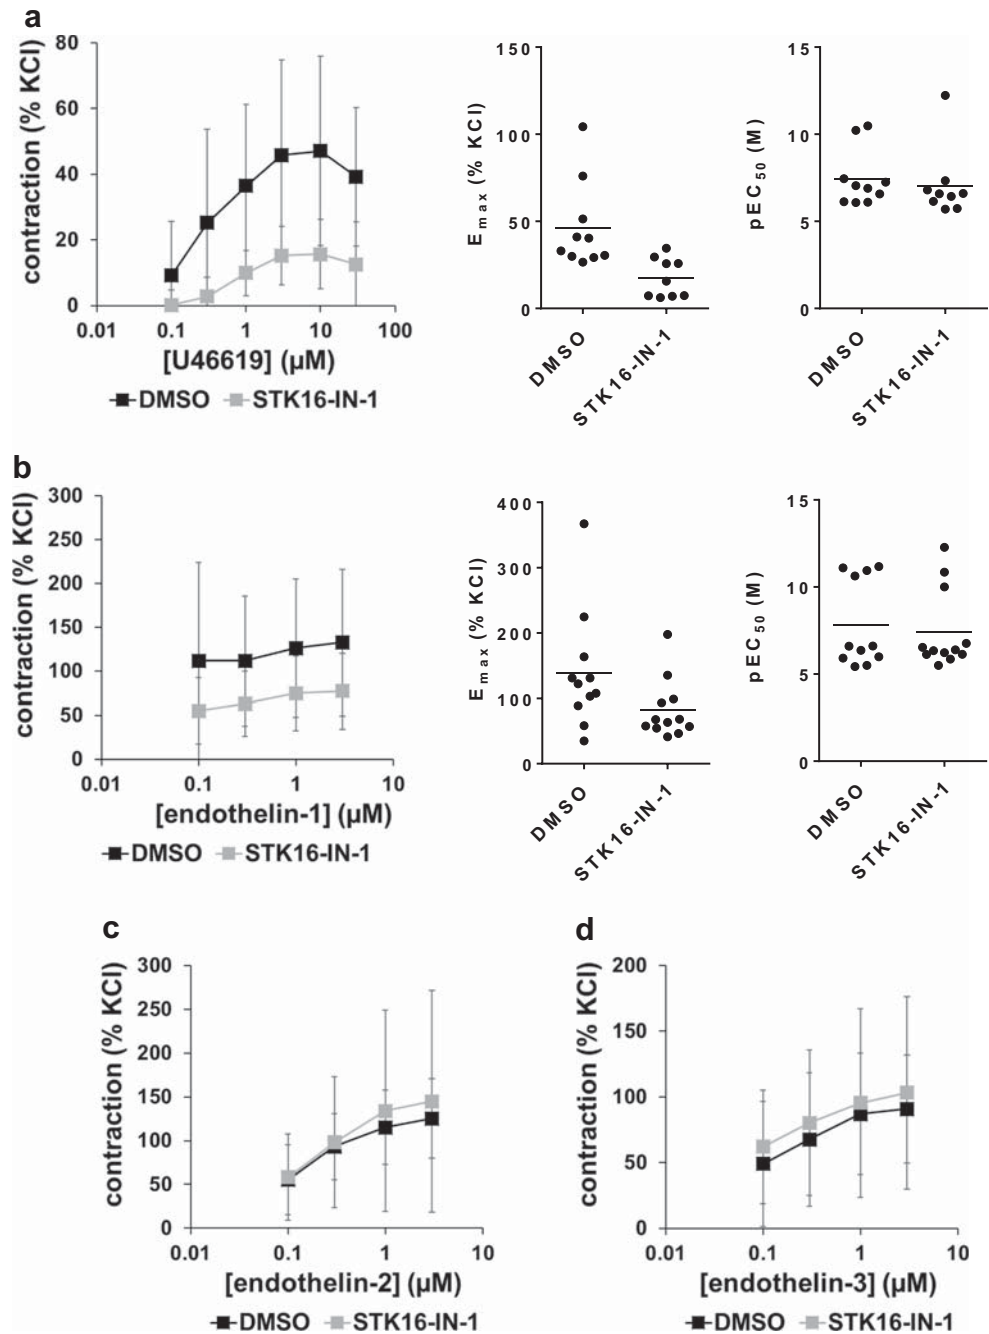 a
contraction (% KCl)
80
60
40
20
0
0.01 0.1 1 10 100
[U46619] (µM)
DMSO STK16-IN-1
Emax (% KCl)
150
100
50
0
DMSO
STK16-IN-1
pEC50 (M)
15
10
5
0
DMSO
STK16-IN-1
b
contraction (% KCl)
300
250
200
150
100
50
0
0.01 0.1 1 10
[endothelin-1] (µM)
DMSO STK16-IN-1
Emax (% KCl)
400
300
200
100
0
DMSO
STK16-IN-1
pEC50 (M)
15
10
5
0
DMSO
STK16-IN-1
c
contraction (% KCl)
300
250
200
150
100
50
0
0.01 0.1 1 10
[endothelin-2] (µM)
DMSO STK16-IN-1
d
contraction (% KCl)
200
150
100
50
0
0.01 0.1 1 10
[endothelin-3] (µM)
DMSO STK16-IN-1